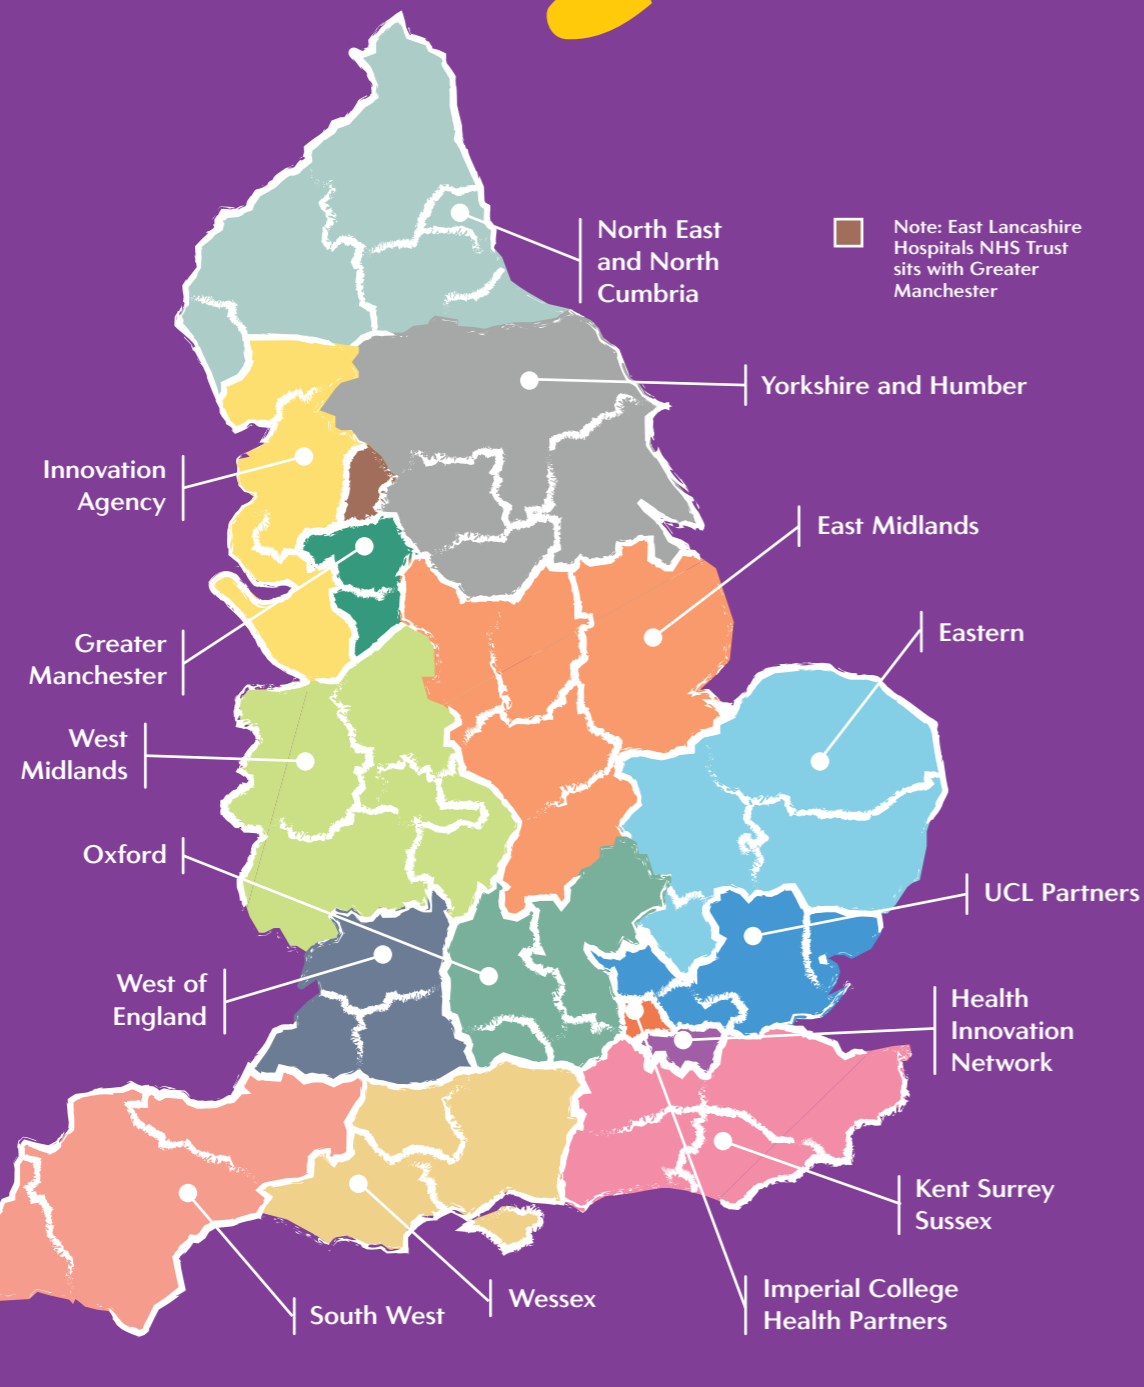 North East
and North
Cumbria
Note: East Lancashire
Hospitals NHS Trust
sits with Greater
Manchester
Yorkshire and Humber
Innovation
Agency
East Midlands
Greater
Manchester
Eastern
West
Midlands
Oxford
UCL Partners
West of
England
Health
Innovation
Network
Kent Surrey
Sussex
Imperial College
Health Partners
Wessex
South West